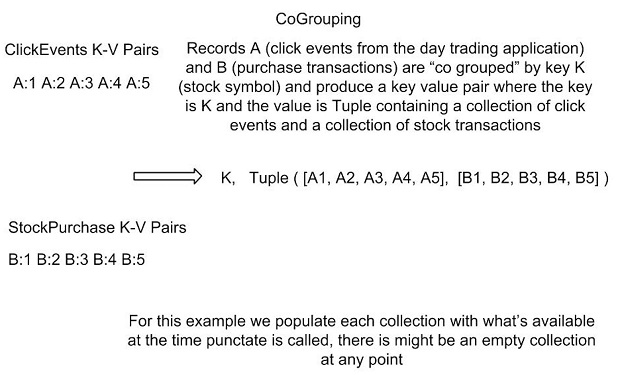 CoGrouping
ClickEvents K-V Pairs
A:1 A:2 A:3 A:4 A:5
Records A (click events from the day trading application)
and B (purchase transactions) are “co grouped” by key K
(stock symbol) and produce a key value pair where the key
is K and the value is Tuple containing a collection of click
events and a collection of stock transactions
K, Tuple ( [A1, A2, A3, A4, A5], [B1, B2, B3, B4, B5] )
StockPurchase K-V Pairs
B:1 B:2 B:3 B:4 B:5
For this example we populate each collection with what’s available
at the time punctate is called, there is might be an empty collection
at any point